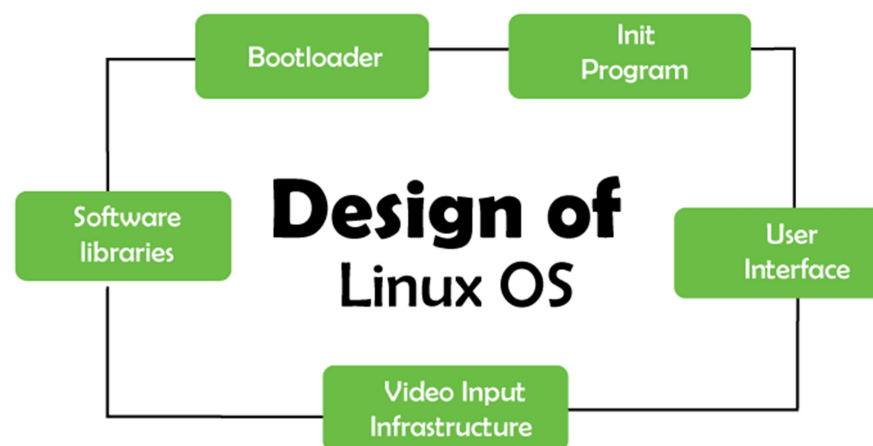 Bootloader
Init
Program
Software
libraries
Design of
Linux OS
User
Interface
Video Input
Infrastructure